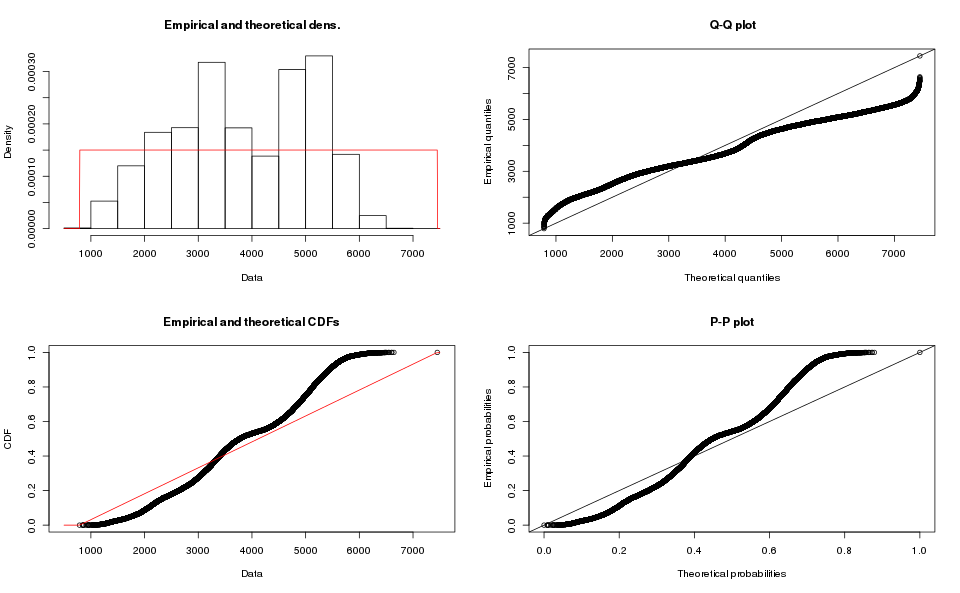 Empirical and theoretical dens.
Density
0.00000 0.00010 0.00020 0.00030
1000 2000 3000 4000 5000 6000 7000
Data
Q-Q plot
Empirical quantiles
1000 3000 5000 7000
1000 2000 3000 4000 5000 6000 7000
Theoretical quantiles
Empirical and theoretical CDFs
CDF
0.0 0.2 0.4 0.6 0.8 1.0
1000 2000 3000 4000 5000 6000 7000
Data
P-P plot
Empirical probabilities
0.0 0.2 0.4 0.6 0.8 1.0
0.0 0.2 0.4 0.6 0.8 1.0
Theoretical probabilities